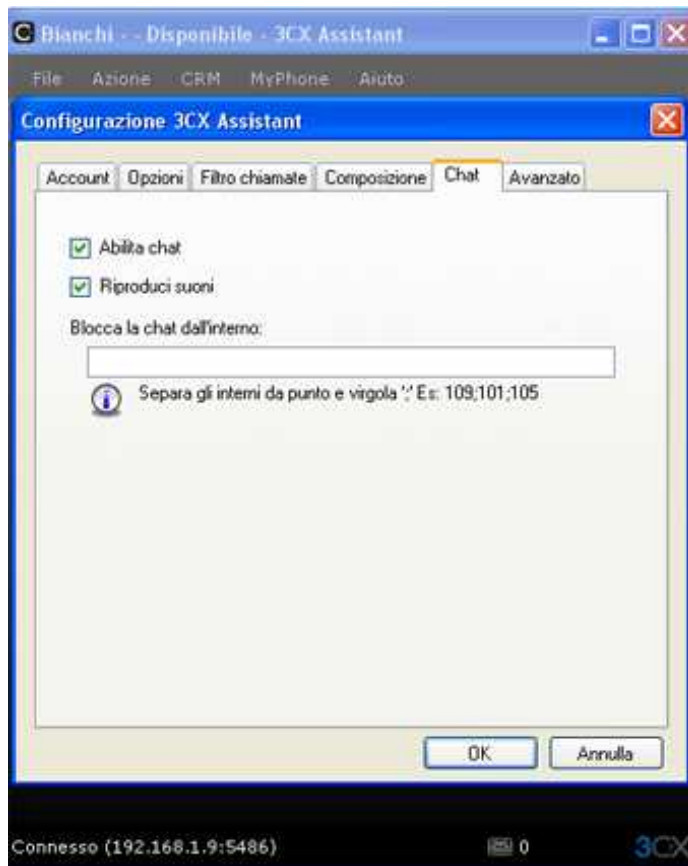 Bianchi - - Disponibile - 3CX Assistant
File Azione CRM MyPhone Aiuto
Configurazione 3CX Assistant
Account Opzioni Filtro chiamate Composizione Chat Avanzato
Abilita chat
Riproduci suoni
Blocca la chat dall'interno:
Separa gli interni da punto e virgola ';' Es: 109;101;105
OK Annulla
Connesso (192.168.1.9:5486) 0 3CX